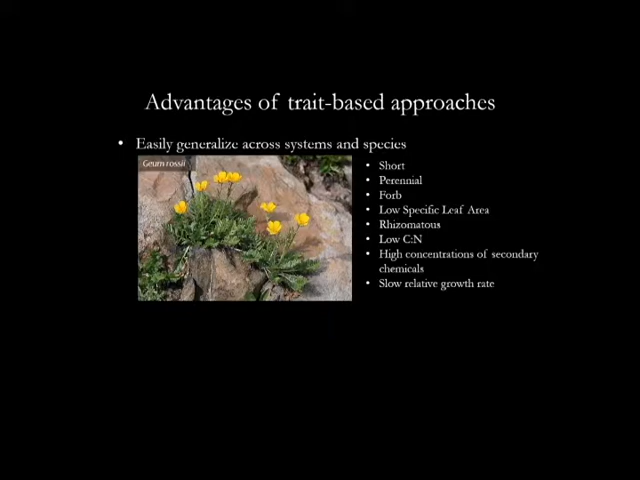 Advantages of trait-based approaches
• Easily generalize across systems and species
Geum rossii
• Short
• Perennial
• Forb
• Low Specific Leaf Area
• Rhizomatous
• Low C:N
• High concentrations of secondary
chemicals
• Slow relative growth rate